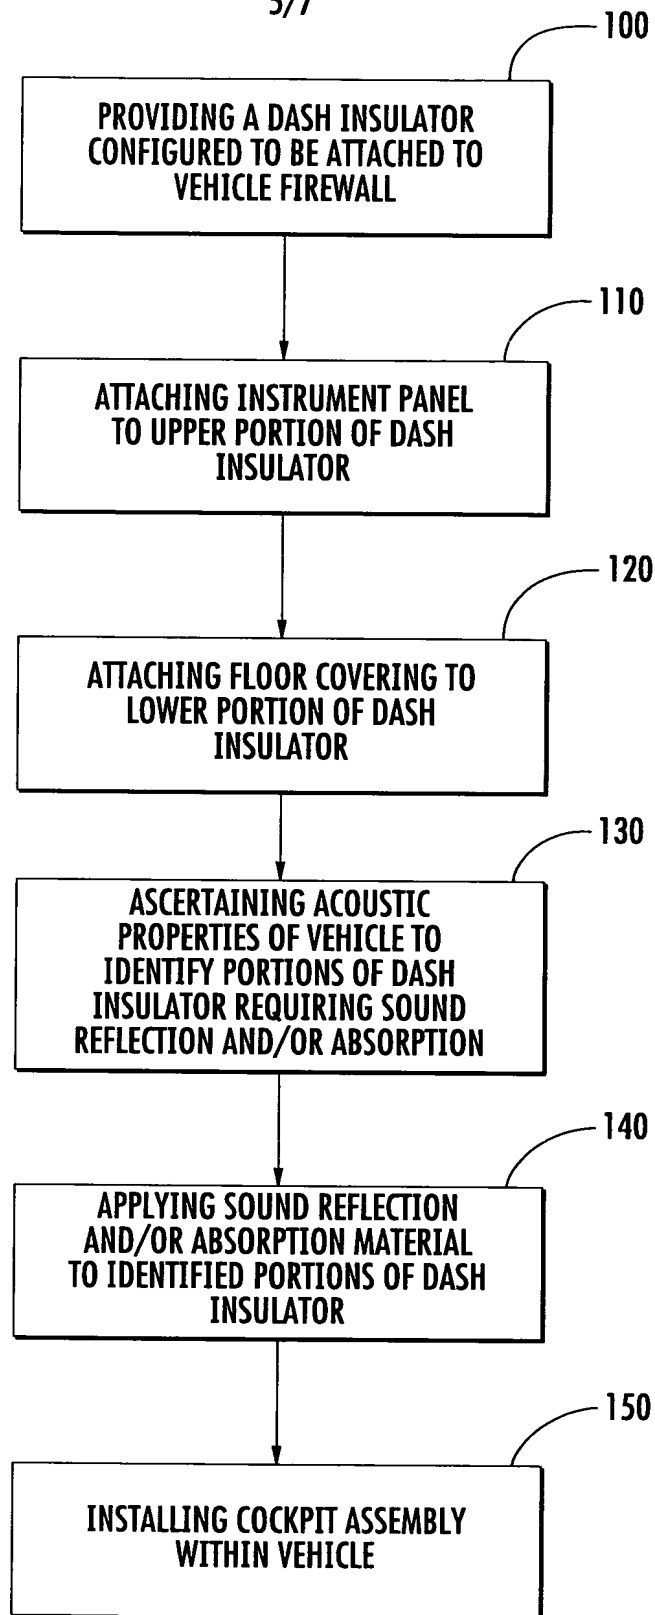 5/7
100
PROVIDING A DASH INSULATOR
CONFIGURED TO BE ATTACHED TO
VEHICLE FIREWALL
110
ATTACHING INSTRUMENT PANEL
TO UPPER PORTION OF DASH
INSULATOR
120
ATTACHING FLOOR COVERING TO
LOWER PORTION OF DASH
INSULATOR
130
ASCERTAINING ACOUSTIC
PROPERTIES OF VEHICLE TO
IDENTIFY PORTIONS OF DASH
INSULATOR REQUIRING SOUND
REFLECTION AND/OR ABSORPTION
140
APPLYING SOUND REFLECTION
AND/OR ABSORPTION MATERIAL
TO IDENTIFIED PORTIONS OF DASH
INSULATOR
150
INSTALLING COCKPIT ASSEMBLY
WITHIN VEHICLE